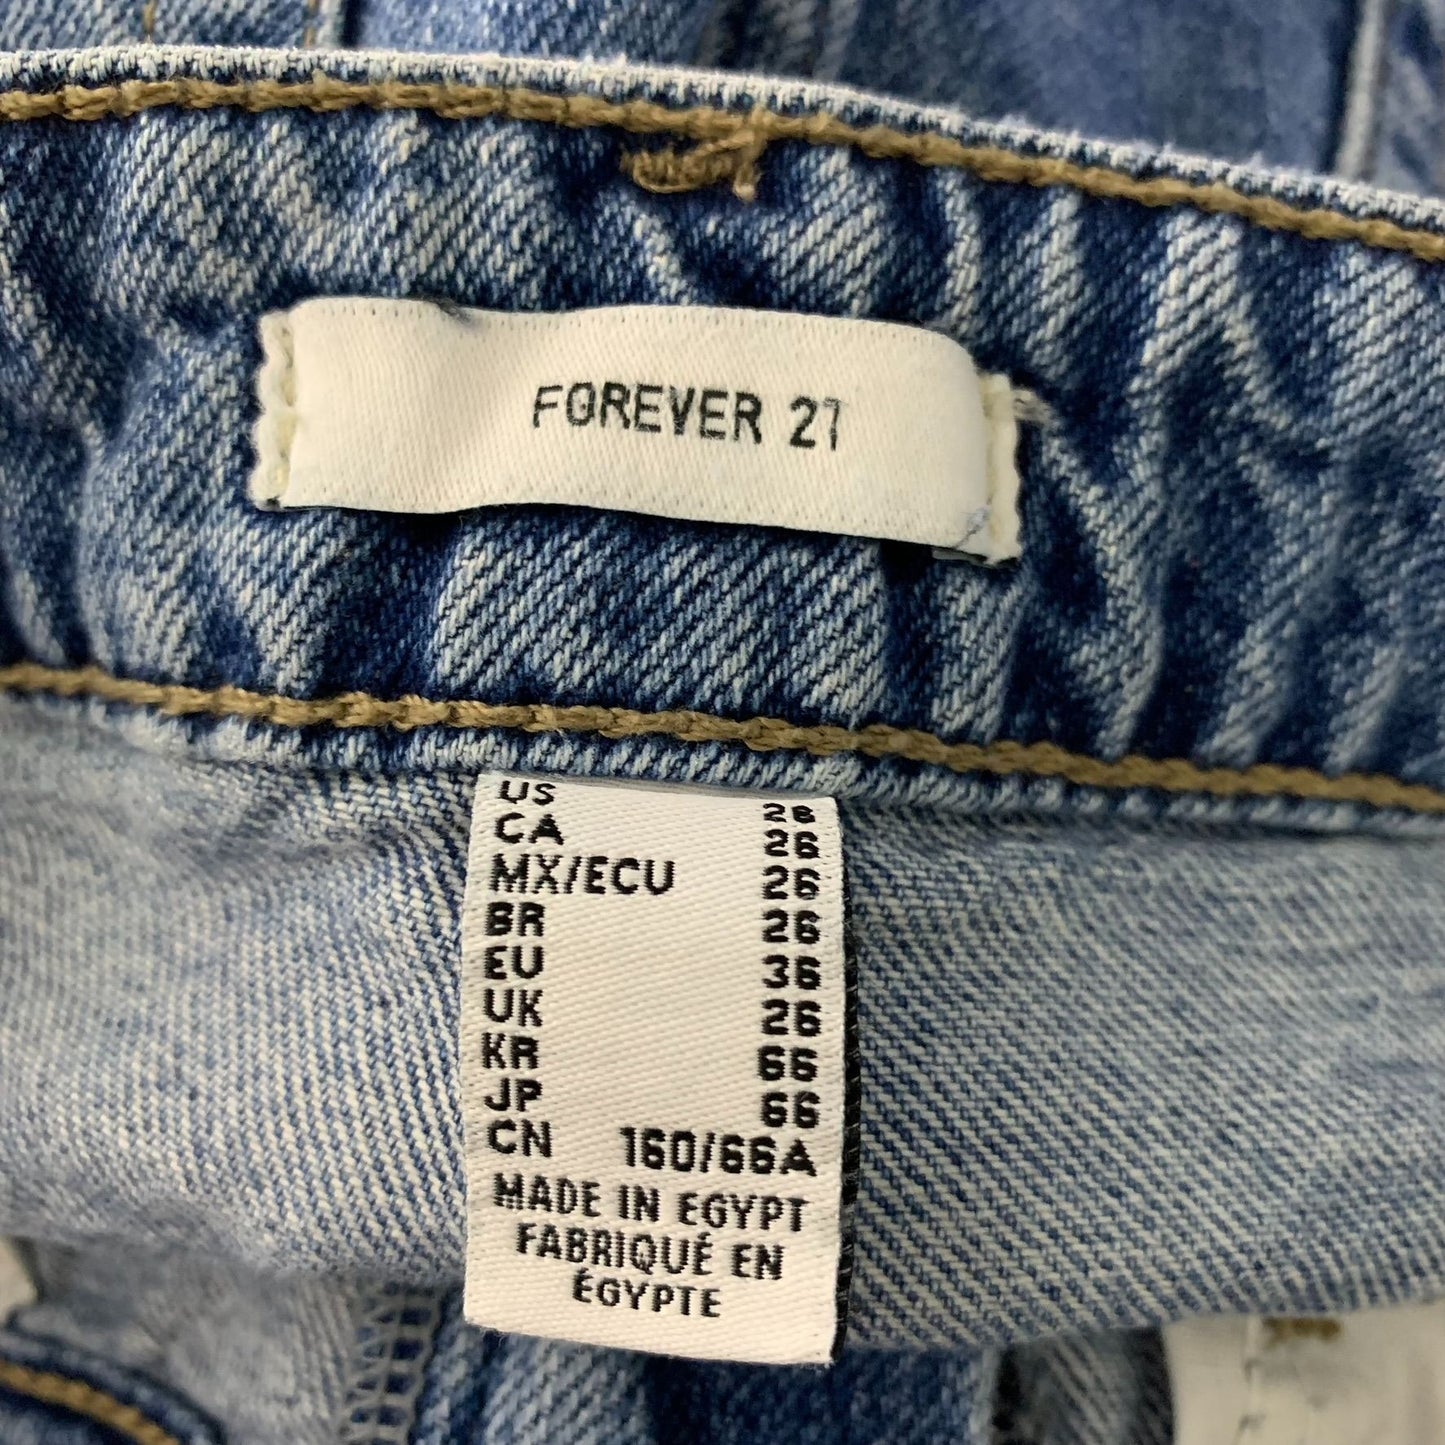 FOREVER 21
US 26
CA 26
MX/ECU 26
BR 26
EU 36
UK 26
KR 66
JP 66
CN 160/66A
MADE IN EGYPT
FABRIQUÉ EN
ÉGYPTE